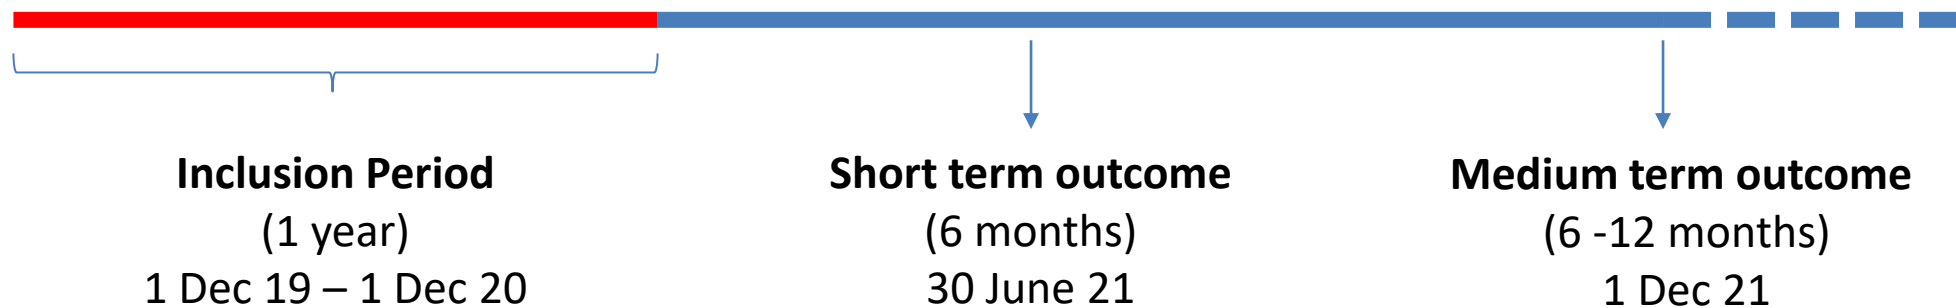 Inclusion Period
(1 year)
1 Dec 19 – 1 Dec 20
Short term outcome
(6 months)
30 June 21
Medium term outcome
(6 -12 months)
1 Dec 21